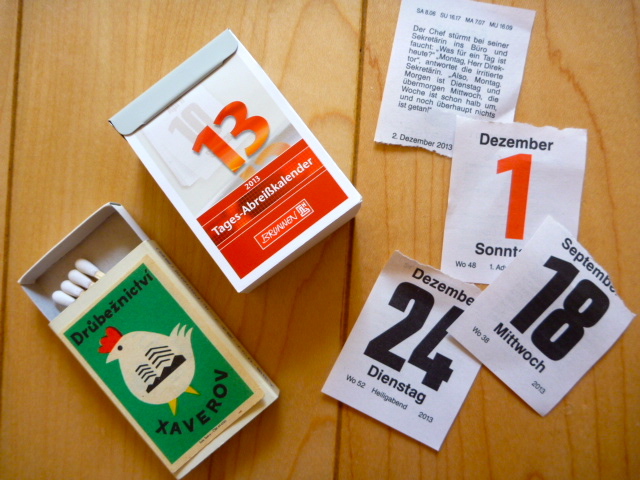 SA 8.06 SU 16.17 MA 7.07 MU 16.09
Der Chef stürmt bei seiner
Sekretärin ins Büro und
faucht: „Was für ein Tag ist
heute?" „Montag, Herr Direk-
tor", antwortet die irritierte
Sekretärin. „Also, Montag.
Morgen ist Dienstag und
übermorgen Mittwoch, die
Woche ist schon halb um,
und noch überhaupt nichts
ist getan!"
2. Dezember 2013
13
2013
Tages-Abreißkalender
BRUNNEN
Dezember
1
Sonnt
Wo 48 1. Ad
September
18
Mittwoch
Wo 38 2013
Dezembe
24
Dienstag
Wo 52 Heiligabend 2013
Drůbežnictví
XAVEROV